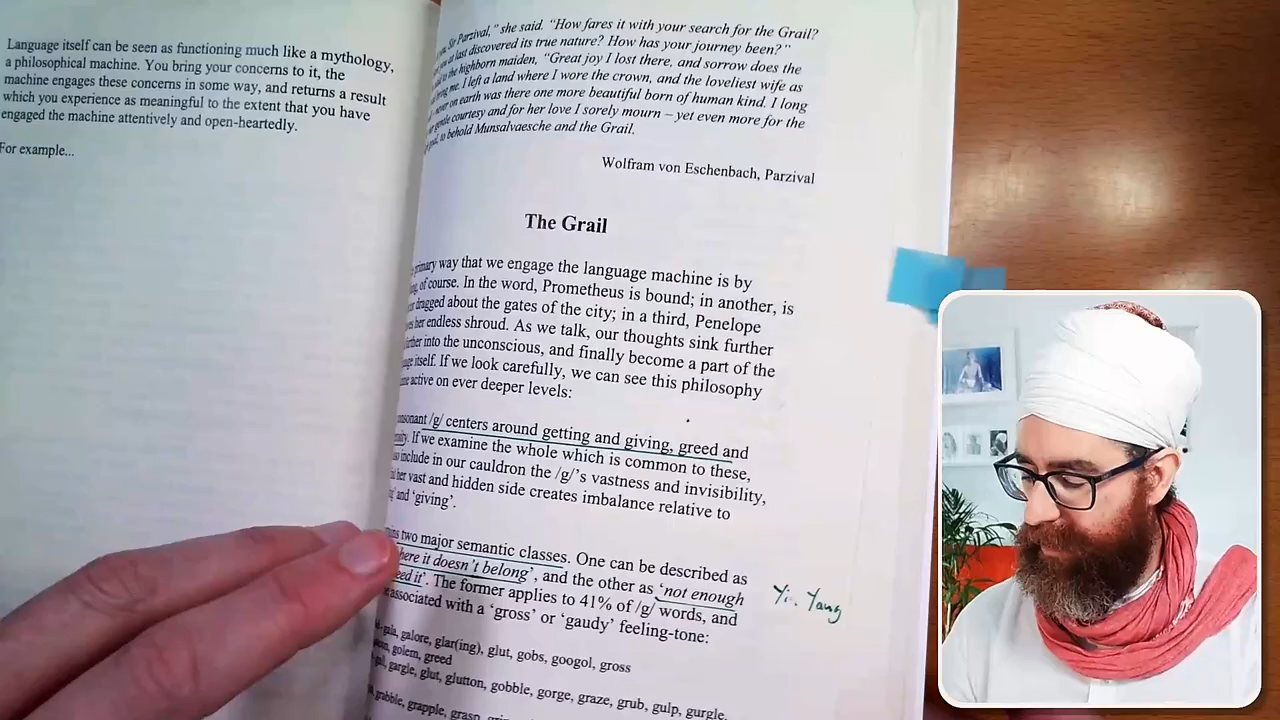 Language itself can be seen as functioning much like a mythology,
a philosophical machine. You bring your concerns to it, the
machine engages these concerns in some way, and returns a result
which you experience as meaningful to the extent that you have
engaged the machine attentively and open-heartedly.
For example...
Sir Parzival," she said. "How fares it with your search for the Grail?
at last discovered its true nature? How has your journey been?"
to the highborn maiden, "Great joy I lost there, and sorrow does the
me. I left a land where I wore the crown, and the loveliest wife as
on earth was there one more beautiful born of human kind. I long
gentle courtesy and for her love I sorely mourn – yet even more for the
to behold Munsalvaesche and the Grail.
Wolfram von Eschenbach, Parzival
The Grail
primary way that we engage the language machine is by
of course. In the word, Prometheus is bound; in another, is
dragged about the gates of the city; in a third, Penelope
her endless shroud. As we talk, our thoughts sink further
into the unconscious, and finally become a part of the
itself. If we look carefully, we can see this philosophy
active on ever deeper levels:
/g/ centers around getting and giving, greed and
If we examine the whole which is common to these,
include in our cauldron the /g/'s vastness and invisibility,
her vast and hidden side creates imbalance relative to
and 'giving'.
two major semantic classes. One can be described as
here it doesn't belong', and the other as 'not enough
eed it'. The former applies to 41% of /g/ words, and
associated with a 'gross' or 'gaudy' feeling-tone:
Yi. Yang
gala, galore, glar(ing), glut, gobs, googol, gross
golem, greed
gargle, glut, glutton, gobble, gorge, graze, grub, gulp, gurgle,
grabble, grapple, grasp,